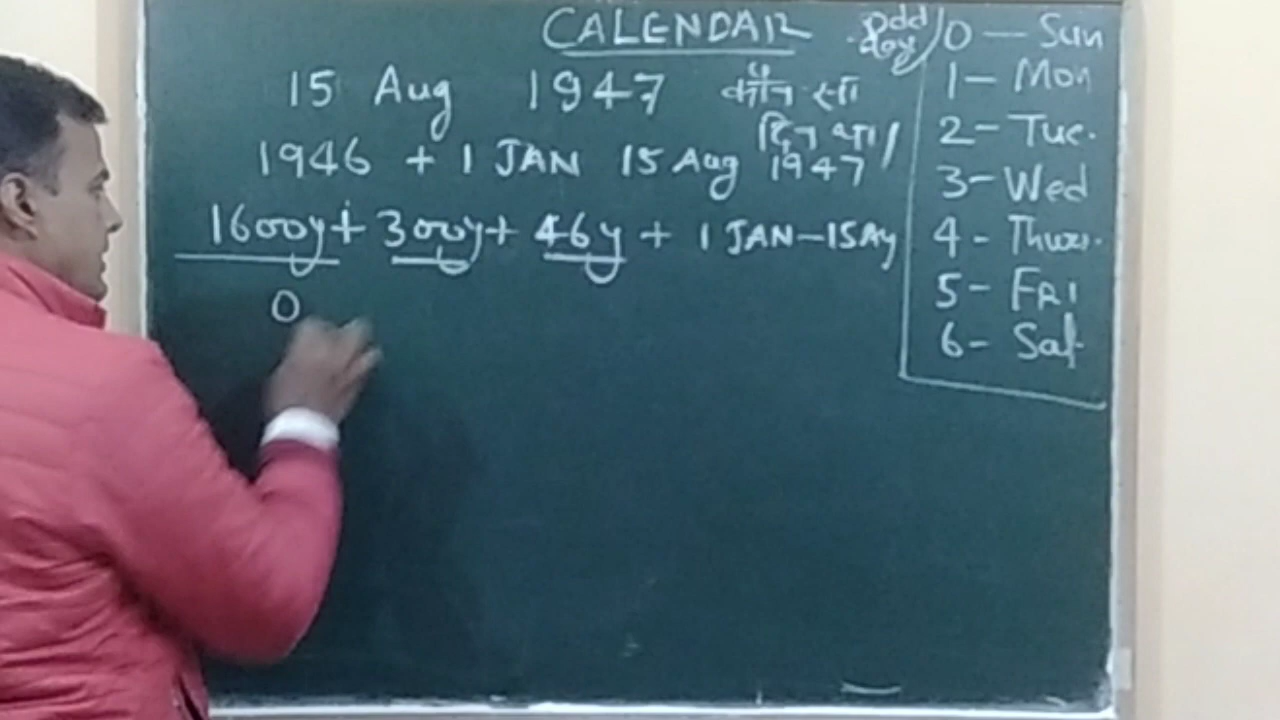 CALENDAR
15 Aug 1947 कौन सा
दिन था /
1946 + 1 JAN 15 Aug 1947
1600y + 300y + 46y + 1 JAN - 15 Ag
0
odd day / 0 — Sun
1 - Mon
2 - Tue.
3 - Wed
4 - Thurs.
5 - FRI
6 - Sat